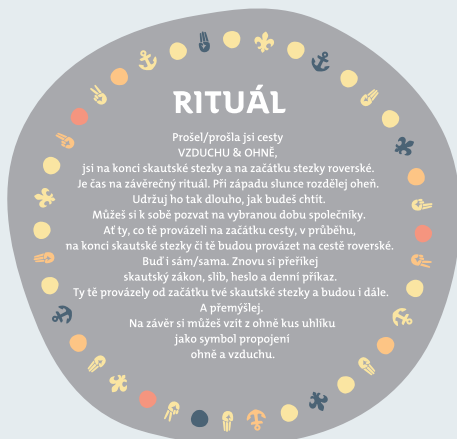 RITUÁL
Prošel/prošla jsi cesty
VZDUCHU & OHNĚ,
jsi na konci skautské stezky a na začátku stezky roverské.
Je čas na závěrečný rituál. Při západu slunce rozdělej oheň.
Udržuj ho tak dlouho, jak budeš chtít.
Můžeš si k sobě pozvat na vybranou dobu společníky.
Ať ty, co tě provázeli na začátku cesty, v průběhu,
na konci skautské stezky či tě budou provázet na cestě roverské.
Buď i sám/sama. Znovu si přeříkej
skautský zákon, slib, heslo a denní příkaz.
Ty tě provázely od začátku tvé skautské stezky a budou i dále.
A přemýšlej.
Na závěr si můžeš vzít z ohně kus uhlíku
jako symbol propojení
ohně a vzduchu.